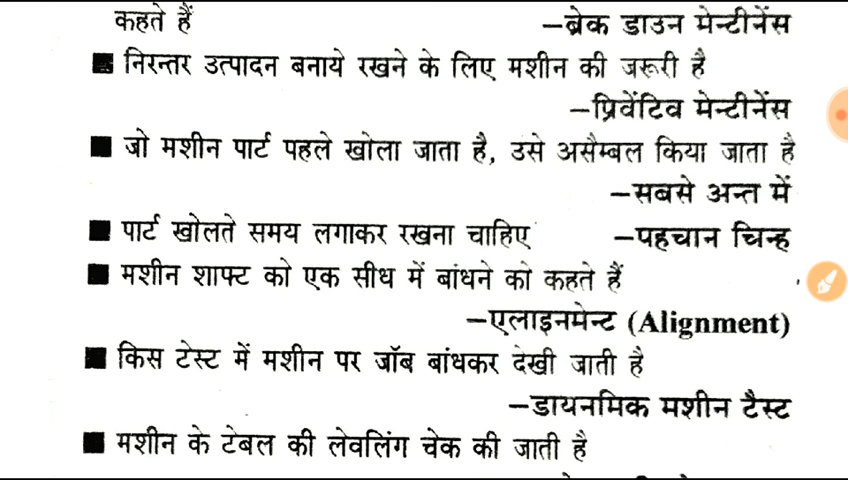 कहते हैं –ब्रेक डाउन मेन्टीनेंस
■ निरन्तर उत्पादन बनाये रखने के लिए मशीन की जरूरी है
–प्रिवेंटिव मेन्टीनेंस
■ जो मशीन पार्ट पहले खोला जाता है, उसे असैम्बल किया जाता है
–सबसे अन्त में
■ पार्ट खोलते समय लगाकर रखना चाहिए –पहचान चिन्ह
■ मशीन शाफ्ट को एक सीध में बांधने को कहते हैं
–एलाइनमेन्ट (Alignment)
■ किस टेस्ट में मशीन पर जॉब बांधकर देखी जाती है
–डायनमिक मशीन टैस्ट
■ मशीन के टेबल की लेवलिंग चेक की जाती है